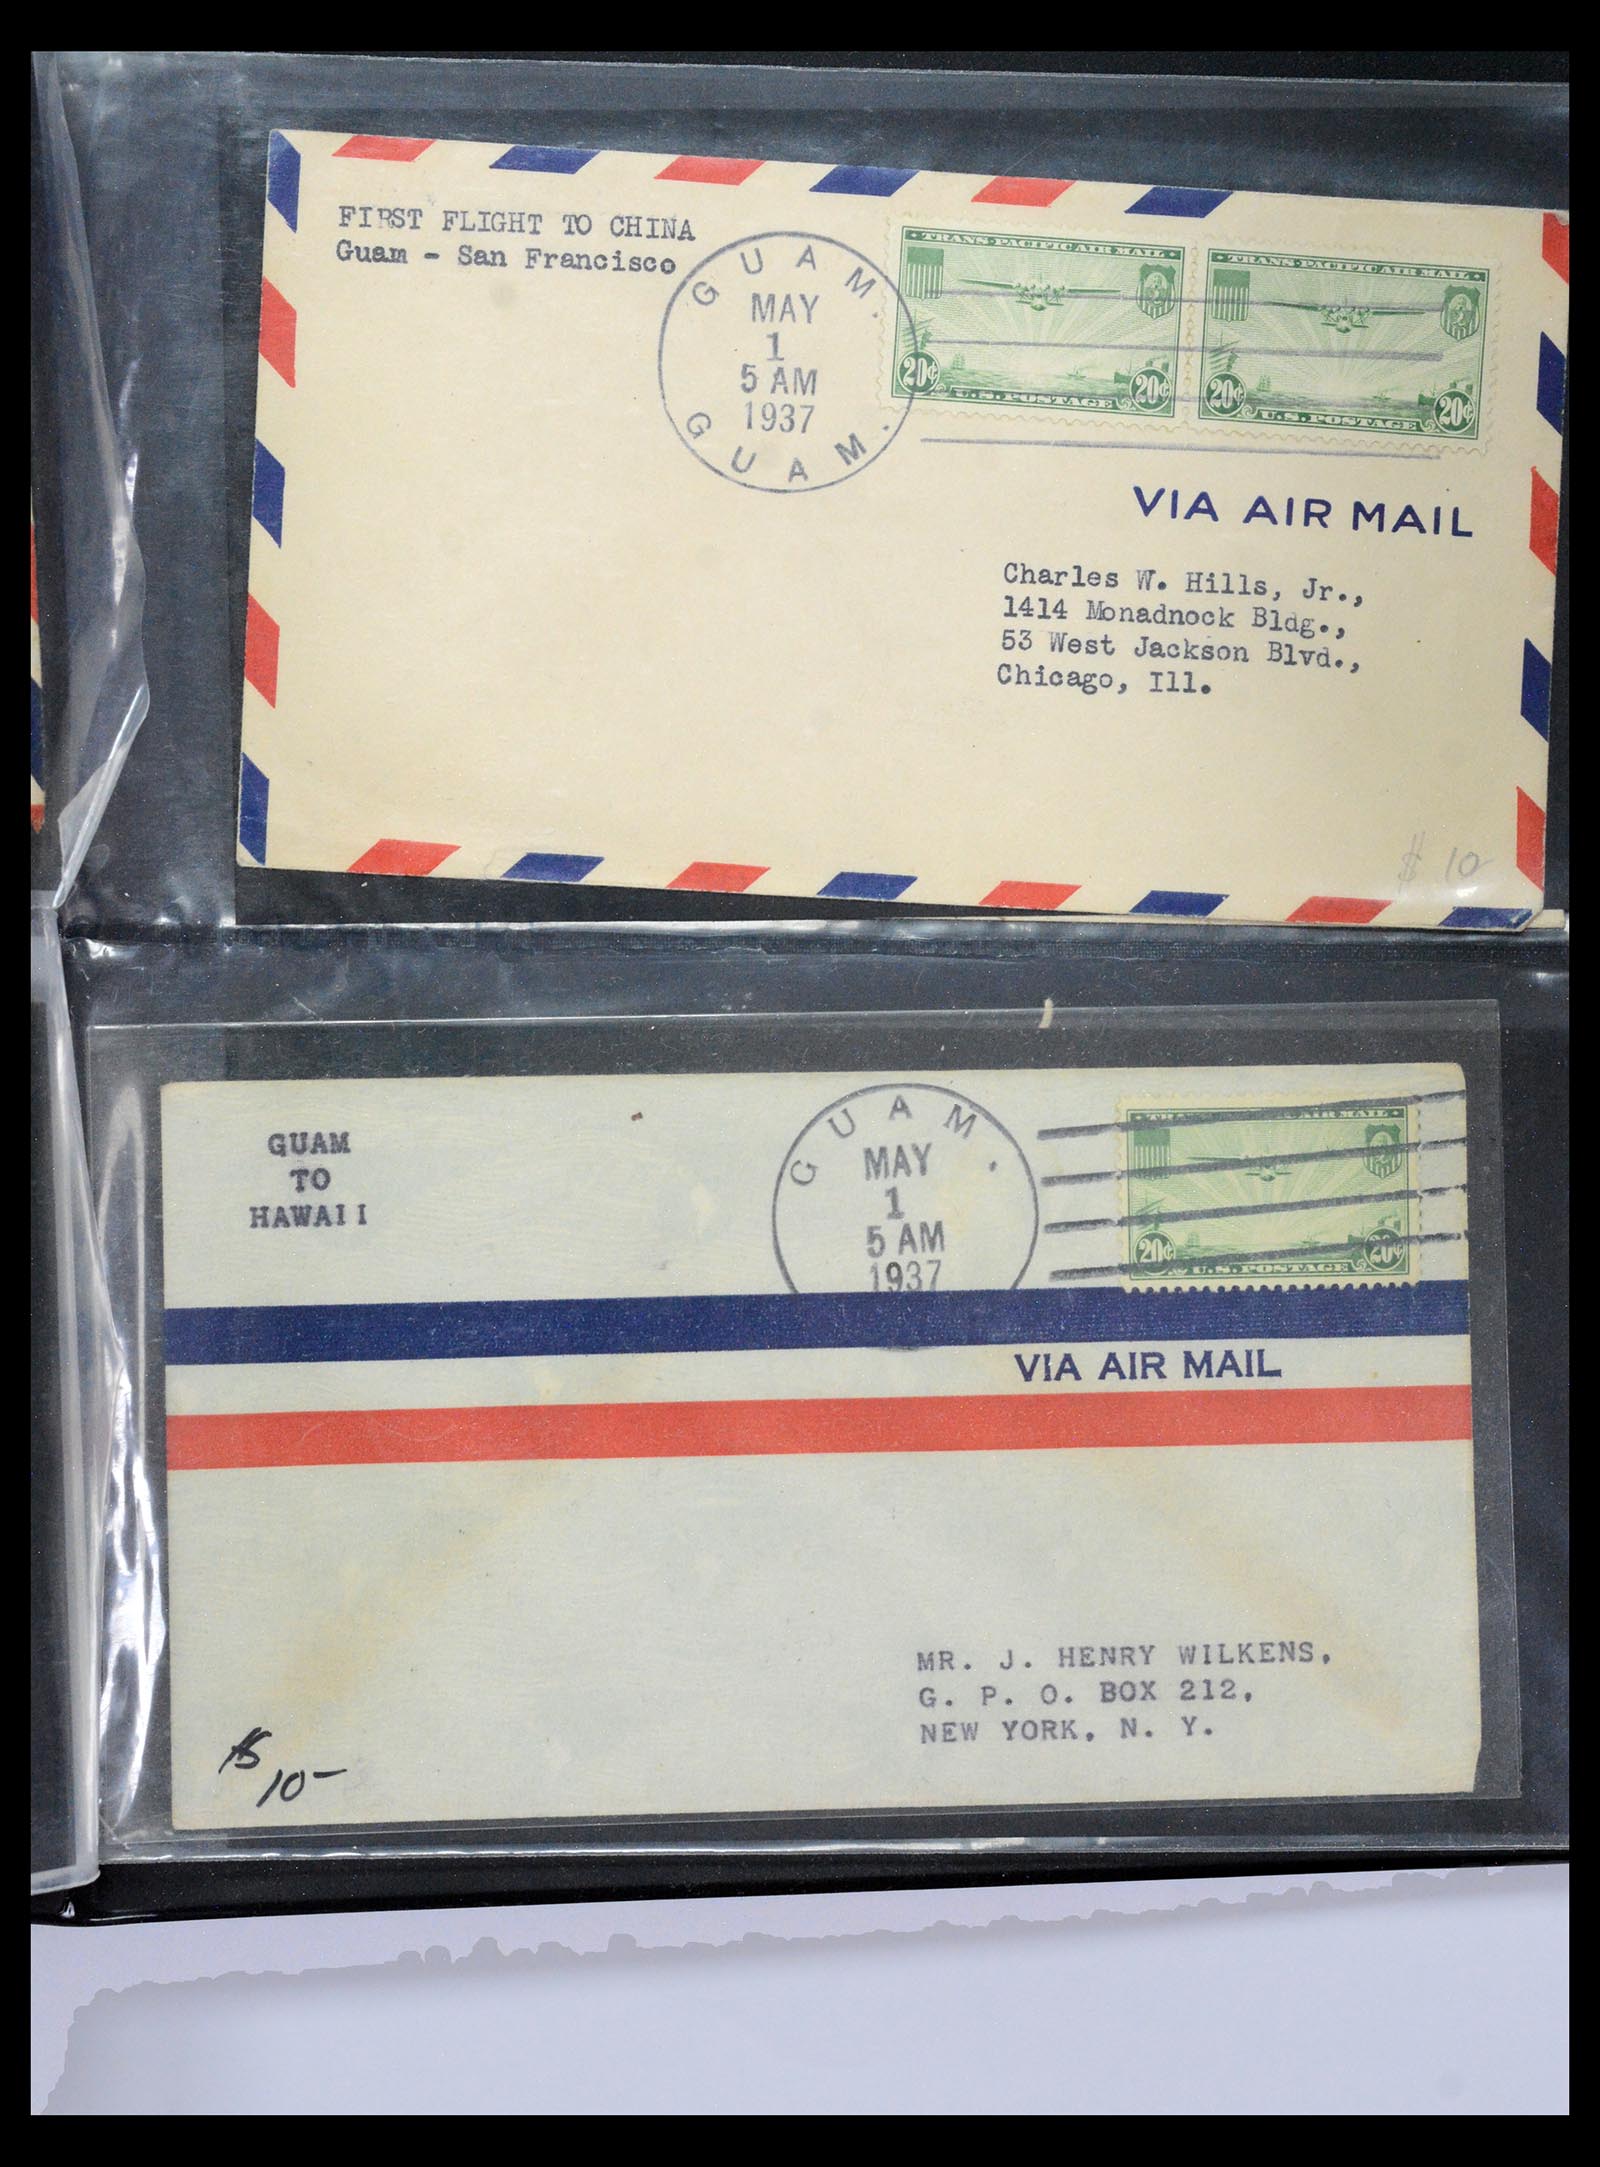 FIRST FLIGHT TO CHINA
Guam - San Francisco
GUAM.
MAY
1
5 AM
1937
GUAM.
· TRANS-PACIFIC AIR MAIL ·
20¢ U.S. POSTAGE 20¢
· TRANS-PACIFIC AIR MAIL ·
20¢ U.S. POSTAGE 20¢
VIA AIR MAIL
Charles W. Hills, Jr.,
1414 Monadnock Bldg.,
53 West Jackson Blvd.,
Chicago, Ill.
$ 10
GUAM
TO
HAWAII
GUAM.
MAY
1
5 AM
1937
AIR MAIL ·
20¢ U.S. POSTAGE 20¢
VIA AIR MAIL
MR. J. HENRY WILKENS,
G. P. O. BOX 212,
NEW YORK, N. Y.
$ 10-